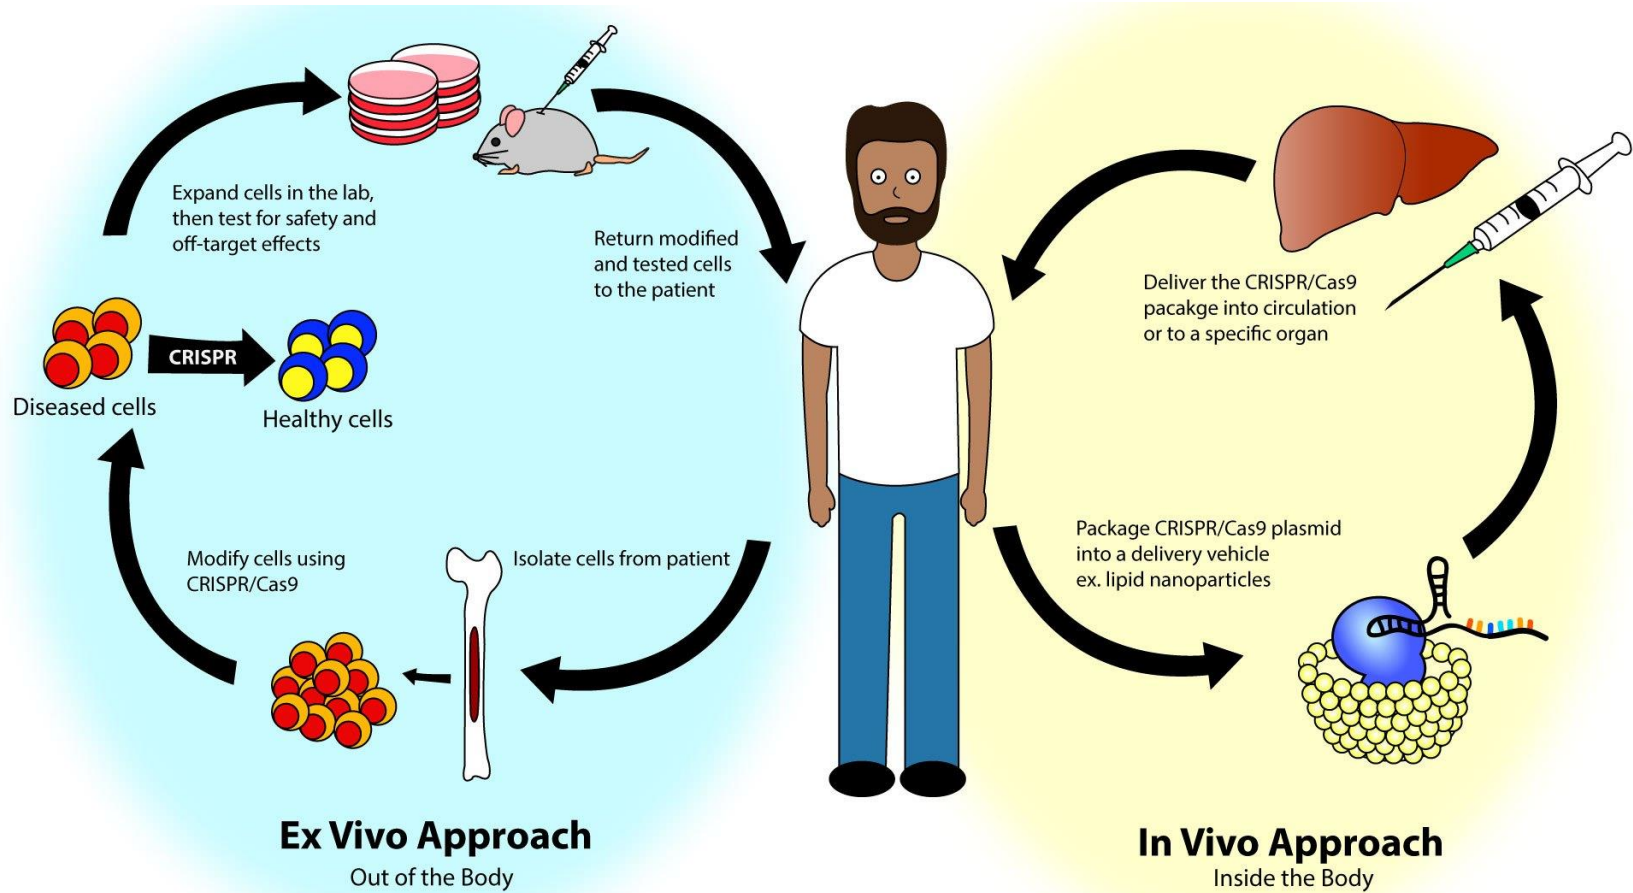 Expand cells in the lab,
then test for safety and
off-target effects
Return modified
and tested cells
to the patient
CRISPR
Diseased cells
Healthy cells
Modify cells using
CRISPR/Cas9
Isolate cells from patient
Ex Vivo Approach
Out of the Body
Deliver the CRISPR/Cas9
pacakge into circulation
or to a specific organ
Package CRISPR/Cas9 plasmid
into a delivery vehicle
ex. lipid nanoparticles
In Vivo Approach
Inside the Body